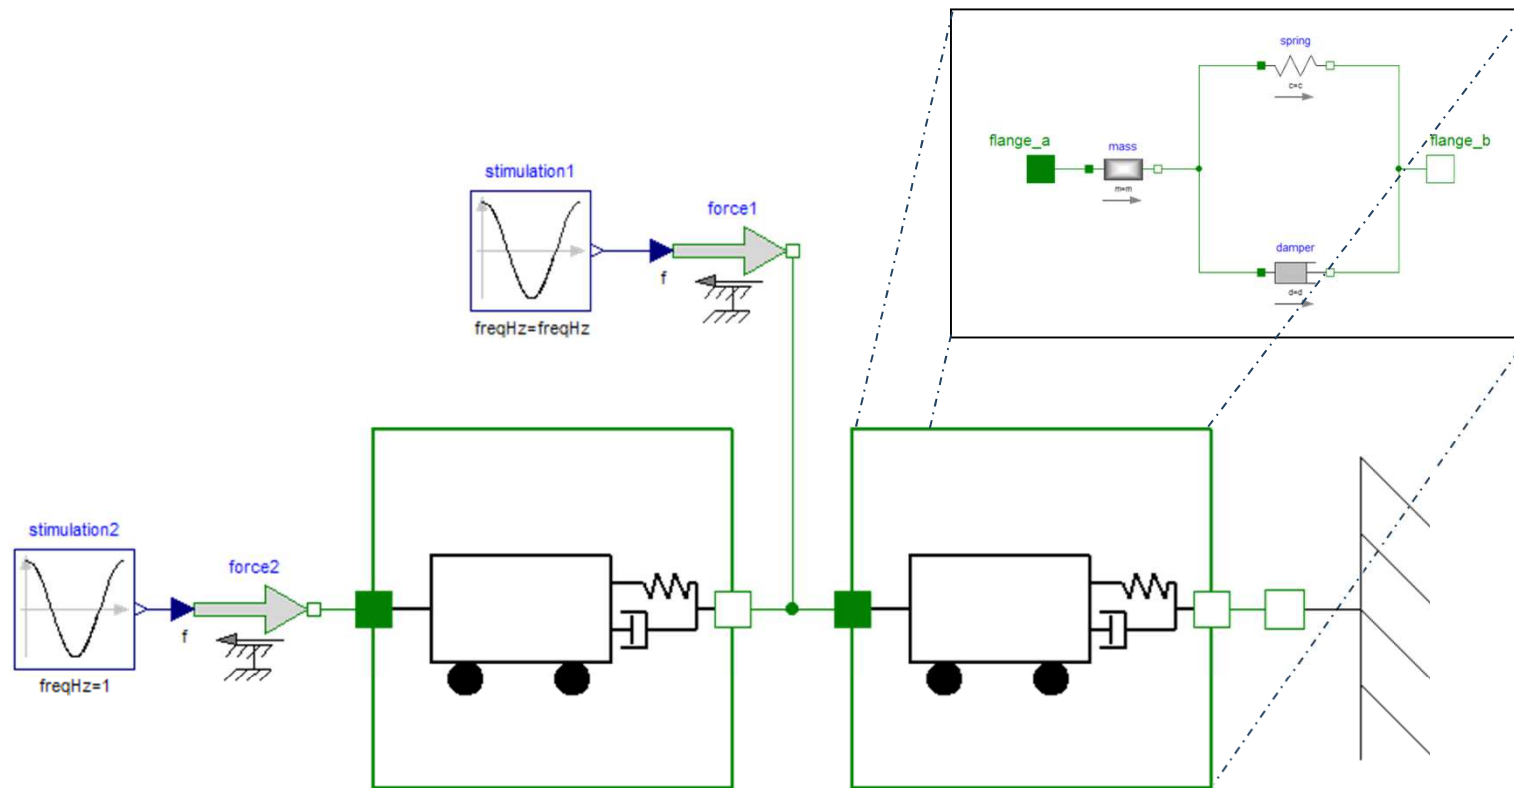 spring
c=c
flange_a
mass
flange_b
m=m
stimulation1
force1
damper
f
d=d
freqHz=freqHz
stimulation2
force2
f
freqHz=1